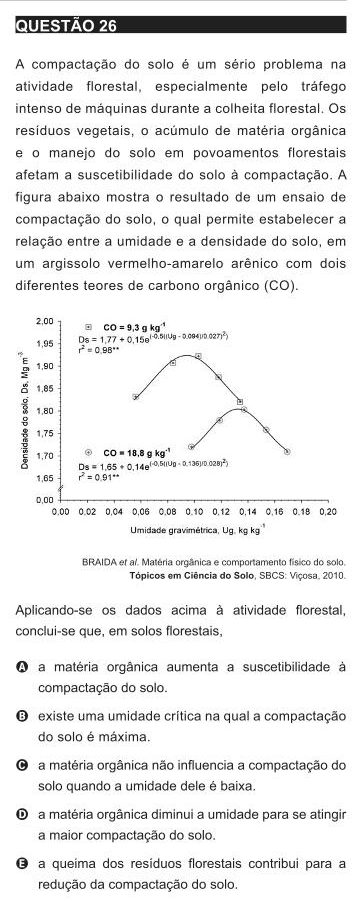 QUESTÃO 26
A compactação do solo é um sério problema na
atividade florestal, especialmente pelo tráfego
intenso de máquinas durante a colheita florestal. Os
resíduos vegetais, o acúmulo de matéria orgânica
e o manejo do solo em povoamentos florestais
afetam a suscetibilidade do solo à compactação. A
figura abaixo mostra o resultado de um ensaio de
compactação do solo, o qual permite estabelecer a
relação entre a umidade e a densidade do solo, em
um argissolo vermelho-amarelo arênico com dois
diferentes teores de carbono orgânico (CO).
Densidade do solo, Ds, Mg m⁻³
2,00
1,95
1,90
1,85
1,80
1,75
1,70
1,65
0,00
CO = 9,3 g kg⁻¹
Ds = 1,77 + 0,15e^(-0,5((Ug - 0,094)/0.027)²)
r² = 0,98**
CO = 18,8 g kg⁻¹
Ds = 1,65 + 0,14e^(-0,5((Ug - 0,136)/0.028)²)
r² = 0,91**
0,00 0,02 0,04 0,06 0,08 0,10 0,12 0,14 0,16 0,18 0,20
Umidade gravimétrica, Ug, kg kg⁻¹
BRAIDA et al. Matéria orgânica e comportamento físico do solo.
Tópicos em Ciência do Solo, SBCS: Viçosa, 2010.
Aplicando-se os dados acima à atividade florestal,
conclui-se que, em solos florestais,
A a matéria orgânica aumenta a suscetibilidade à
compactação do solo.
B existe uma umidade crítica na qual a compactação
do solo é máxima.
C a matéria orgânica não influencia a compactação do
solo quando a umidade dele é baixa.
D a matéria orgânica diminui a umidade para se atingir
a maior compactação do solo.
E a queima dos resíduos florestais contribui para a
redução da compactação do solo.